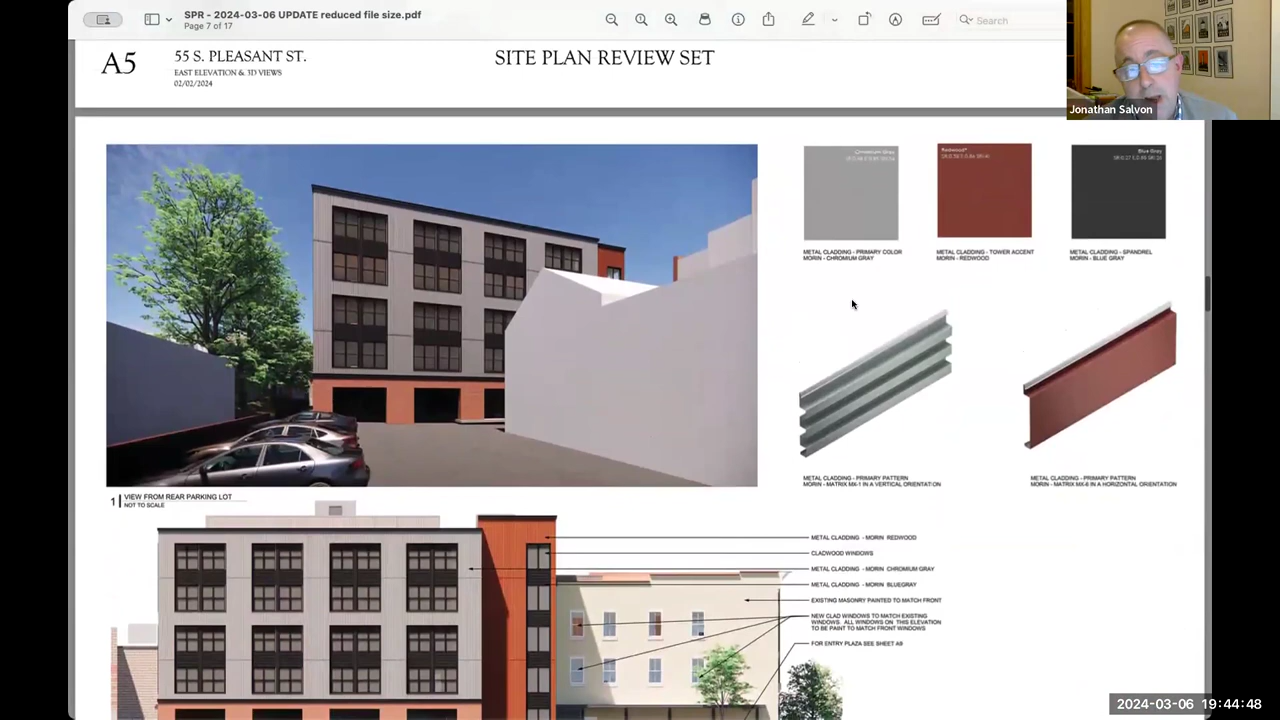 SPR - 2024-03-06 UPDATE reduced file size.pdf
Page 7 of 17
Search
A5
55 S. PLEASANT ST.
EAST ELEVATION & 3D VIEWS
02/02/2024
SITE PLAN REVIEW SET
Jonathan Salvon
Chromium Gray
Redwood
Blue Gray
METAL CLADDING - PRIMARY COLOR
MORIN - CHROMIUM GRAY
METAL CLADDING - TOWER ACCENT
MORIN - REDWOOD
METAL CLADDING - SPANDREL
MORIN - BLUE GRAY
METAL CLADDING - PRIMARY PATTERN
MORIN - MATRIX MX-1 IN A VERTICAL ORIENTATION
METAL CLADDING - PRIMARY PATTERN
MORIN - MATRIX MX-6 IN A HORIZONTAL ORIENTATION
1 VIEW FROM REAR PARKING LOT
NOT TO SCALE
METAL CLADDING - MORIN REDWOOD
CLADWOOD WINDOWS
METAL CLADDING - MORIN CHROMIUM GRAY
METAL CLADDING - MORIN BLUEGRAY
EXISTING MASONRY PAINTED TO MATCH FRONT
NEW CLAD WINDOWS TO MATCH EXISTING
WINDOWS. ALL WINDOWS ON THIS ELEVATION
TO BE PAINT TO MATCH FRONT WINDOWS
FOR ENTRY PLAZA SEE SHEET A9
2024-03-06 19:44:48